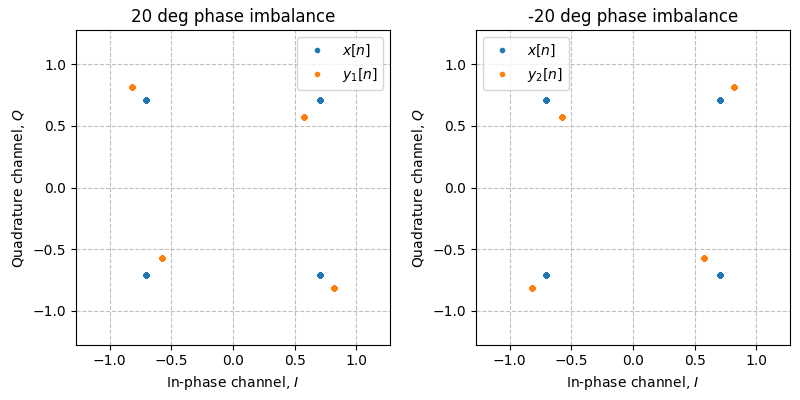 20 deg phase imbalance
x[n]
y₁[n]
1.0
0.5
0.0
−0.5
−1.0
Quadrature channel, Q
−1.0
−0.5
0.0
0.5
1.0
In-phase channel, I
-20 deg phase imbalance
x[n]
y₂[n]
1.0
0.5
0.0
−0.5
−1.0
Quadrature channel, Q
−1.0
−0.5
0.0
0.5
1.0
In-phase channel, I